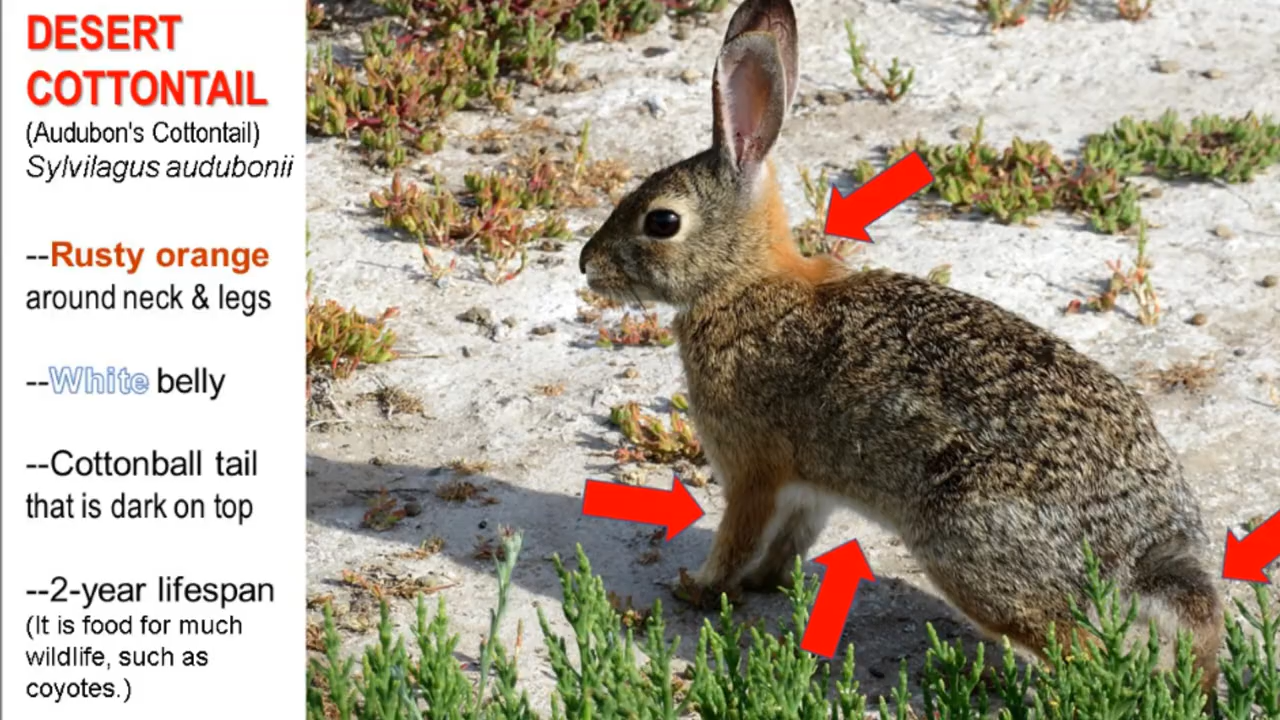 DESERT
COTTONTAIL
(Audubon's Cottontail)
Sylvilagus audubonii
--Rusty orange
around neck & legs
--White belly
--Cottonball tail
that is dark on top
--2-year lifespan
(It is food for much
wildlife, such as
coyotes.)